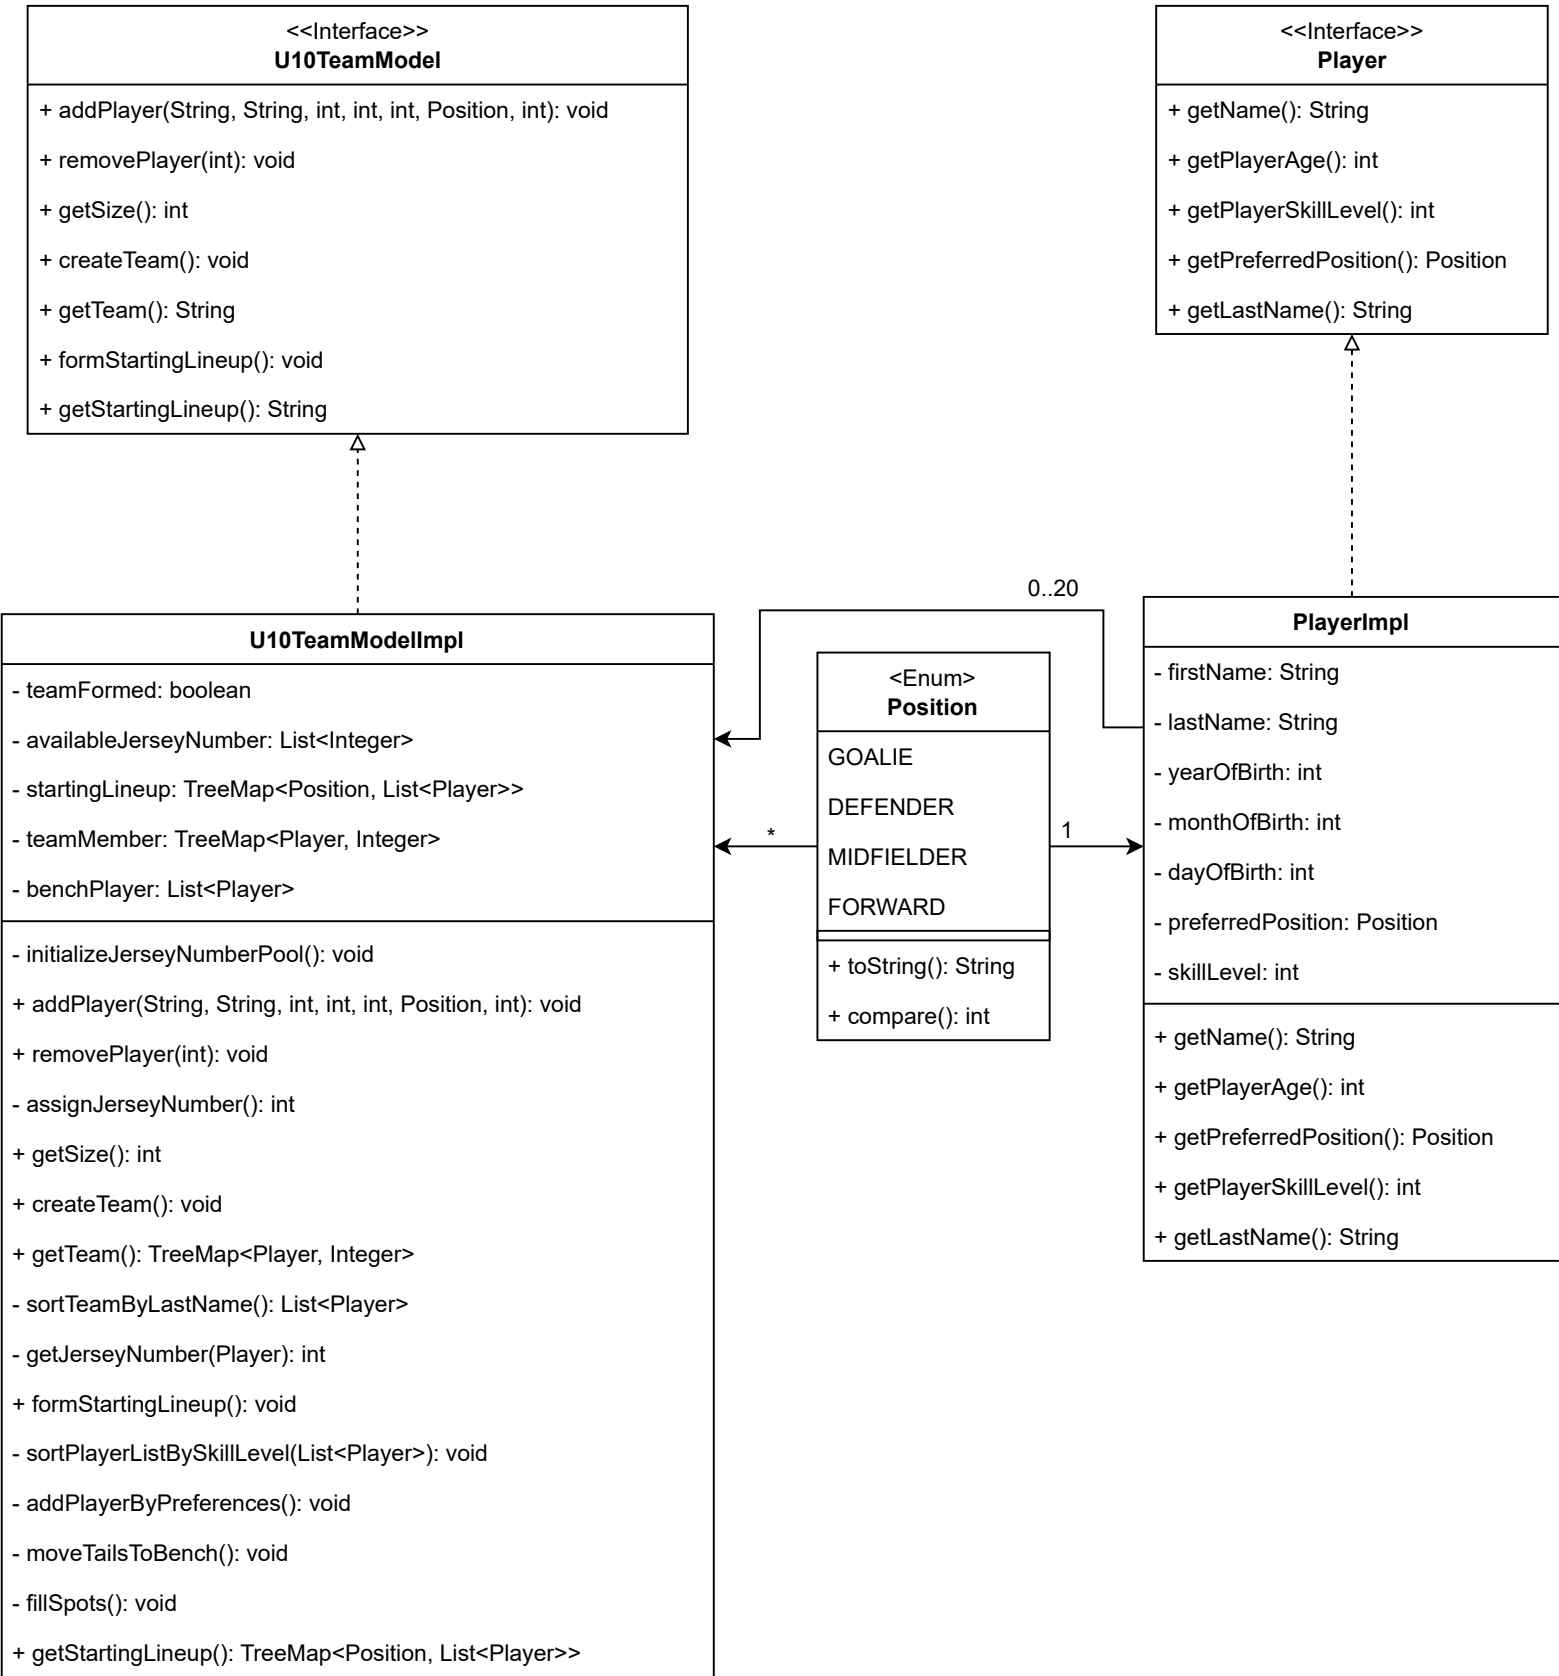 <<Interface>>
U10TeamModel
+ addPlayer(String, String, int, int, int, Position, int): void
+ removePlayer(int): void
+ getSize(): int
+ createTeam(): void
+ getTeam(): String
+ formStartingLineup(): void
+ getStartingLineup(): String
<<Interface>>
Player
+ getName(): String
+ getPlayerAge(): int
+ getPlayerSkillLevel(): int
+ getPreferredPosition(): Position
+ getLastName(): String
U10TeamModelImpl
- teamFormed: boolean
- availableJerseyNumber: List<Integer>
- startingLineup: TreeMap<Position, List<Player>>
- teamMember: TreeMap<Player, Integer>
- benchPlayer: List<Player>
- initializeJerseyNumberPool(): void
+ addPlayer(String, String, int, int, int, Position, int): void
+ removePlayer(int): void
- assignJerseyNumber(): int
+ getSize(): int
+ createTeam(): void
+ getTeam(): TreeMap<Player, Integer>
- sortTeamByLastName(): List<Player>
- getJerseyNumber(Player): int
+ formStartingLineup(): void
- sortPlayerListBySkillLevel(List<Player>): void
- addPlayerByPreferences(): void
- moveTailsToBench(): void
- fillSpots(): void
+ getStartingLineup(): TreeMap<Position, List<Player>>
0..20
*
<Enum>
Position
GOALIE
DEFENDER
MIDFIELDER
FORWARD
+ toString(): String
+ compare(): int
1
PlayerImpl
- firstName: String
- lastName: String
- yearOfBirth: int
- monthOfBirth: int
- dayOfBirth: int
- preferredPosition: Position
- skillLevel: int
+ getName(): String
+ getPlayerAge(): int
+ getPreferredPosition(): Position
+ getPlayerSkillLevel(): int
+ getLastName(): String